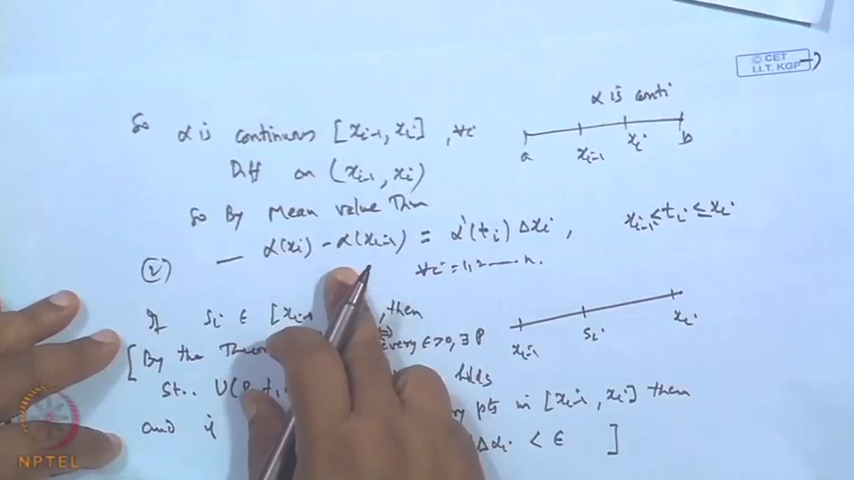 © CET
I.I.T. KGP
α is conti
So α is continuous [xᵢ₋₁, xᵢ], ∀i
a xᵢ₋₁ xᵢ b
Diff on (xᵢ₋₁, xᵢ)
So By Mean value Thm
② — α(xᵢ) - α(xᵢ₋₁) = α'(tᵢ) Δxᵢ, xᵢ₋₁ ≤ tᵢ ≤ xᵢ
∀i = 1,2 — n.
If sᵢ ∈ [xᵢ₋₁ , then
xᵢ₋₁ sᵢ xᵢ
[By the every ε>0, ∃ P
st. U(P, f, holds
and if pts in [xᵢ₋₁, xᵢ] then
Δαᵢ < ε ]
NPTEL